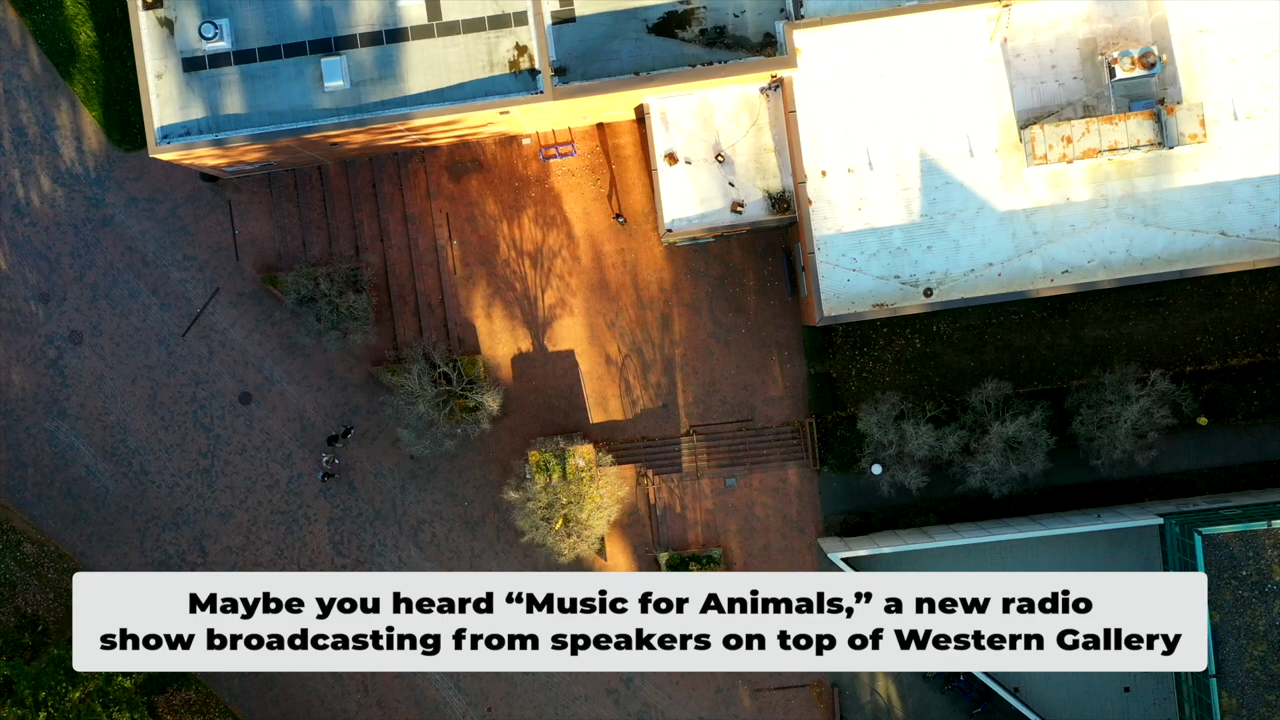 Maybe you heard “Music for Animals,” a new radio
show broadcasting from speakers on top of Western Gallery